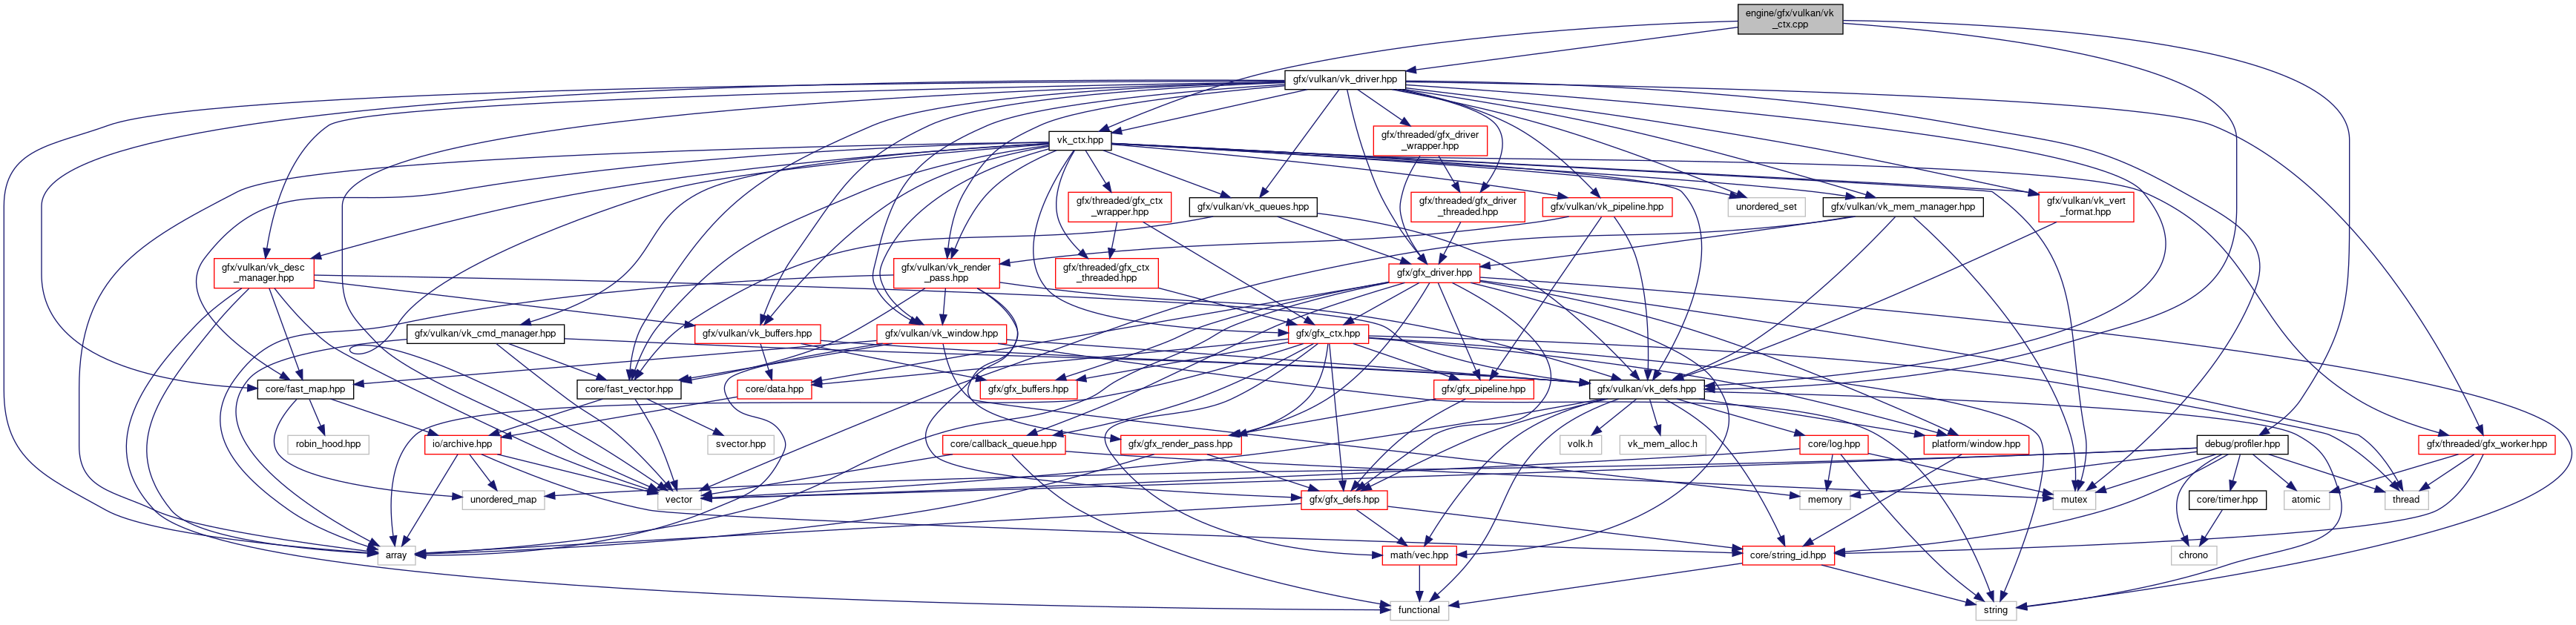 engine/gfx/vulkan/vk
_ctx.cpp
gfx/vulkan/vk_driver.hpp
vk_ctx.hpp
gfx/threaded/gfx_driver
_wrapper.hpp
gfx/threaded/gfx_ctx
_wrapper.hpp
gfx/vulkan/vk_queues.hpp
gfx/threaded/gfx_driver
_threaded.hpp
gfx/vulkan/vk_pipeline.hpp
unordered_set
gfx/vulkan/vk_mem_manager.hpp
gfx/vulkan/vk_vert
_format.hpp
gfx/vulkan/vk_desc
_manager.hpp
gfx/vulkan/vk_render
_pass.hpp
gfx/threaded/gfx_ctx
_threaded.hpp
gfx/gfx_driver.hpp
gfx/vulkan/vk_cmd_manager.hpp
gfx/vulkan/vk_buffers.hpp
gfx/vulkan/vk_window.hpp
gfx/gfx_ctx.hpp
core/fast_map.hpp
core/fast_vector.hpp
core/data.hpp
gfx/gfx_buffers.hpp
gfx/gfx_pipeline.hpp
gfx/vulkan/vk_defs.hpp
robin_hood.hpp
io/archive.hpp
svector.hpp
core/callback_queue.hpp
gfx/gfx_render_pass.hpp
volk.h
vk_mem_alloc.h
core/log.hpp
platform/window.hpp
debug/profiler.hpp
gfx/threaded/gfx_worker.hpp
unordered_map
vector
gfx/gfx_defs.hpp
memory
mutex
core/timer.hpp
atomic
thread
array
math/vec.hpp
core/string_id.hpp
chrono
functional
string